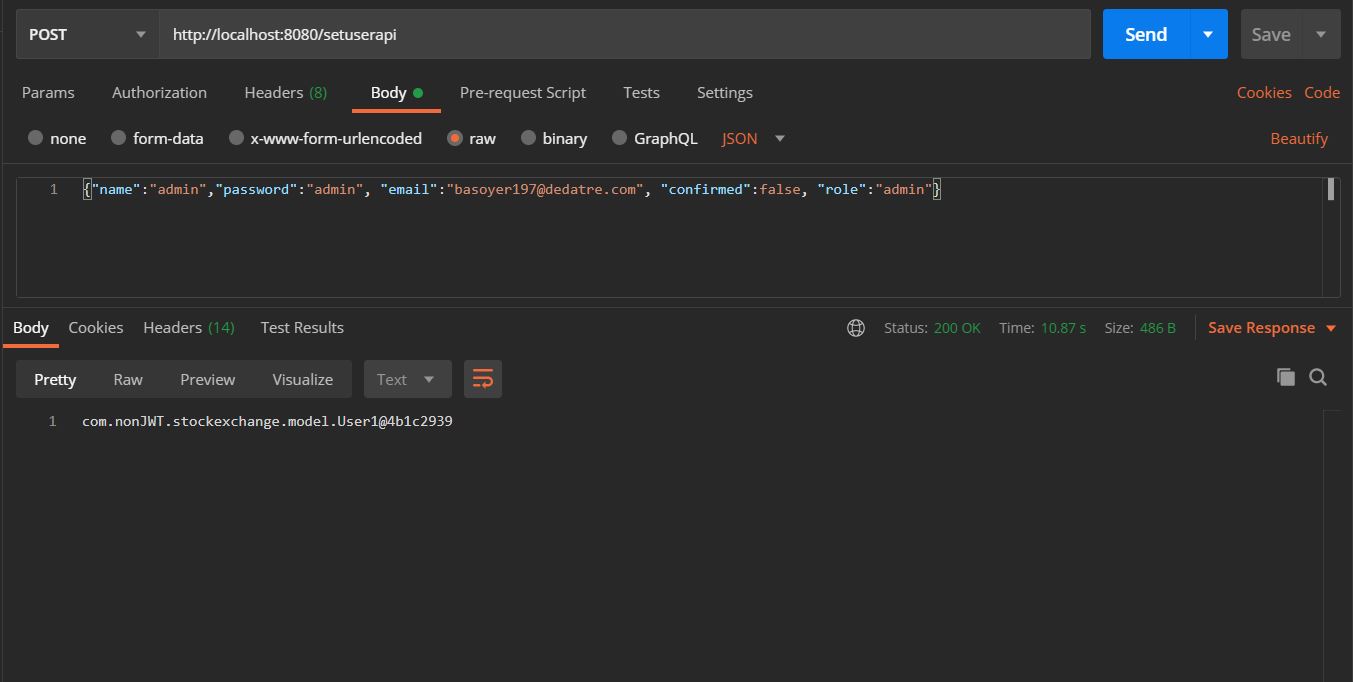 POST http://localhost:8080/setuserapi Send Save
Params Authorization Headers (8) Body Pre-request Script Tests Settings Cookies Code
none form-data x-www-form-urlencoded raw binary GraphQL JSON Beautify
1 {"name":"admin","password":"admin", "email":"basoyer197@dedatre.com", "confirmed":false, "role":"admin"}
Body Cookies Headers (14) Test Results Status: 200 OK Time: 10.87 s Size: 486 B Save Response
Pretty Raw Preview Visualize Text
1 com.nonJWT.stockexchange.model.User1@4b1c2939